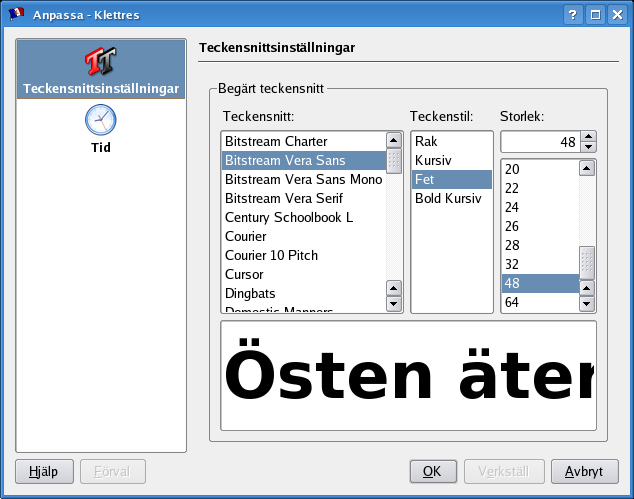 Anpassa - Klettres
Teckensnittsinställningar
Tid
Teckensnittsinställningar
Begärt teckensnitt
Teckensnitt: Teckenstil: Storlek:
48
Bitstream Charter
Bitstream Vera Sans
Bitstream Vera Sans Mono
Bitstream Vera Serif
Century Schoolbook L
Courier
Courier 10 Pitch
Cursor
Dingbats
Domestic Manners
Rak
Kursiv
Fet
Bold Kursiv
20
22
24
26
28
32
48
64
Östen äter
Hjälp Förval OK Verkställ Avbryt